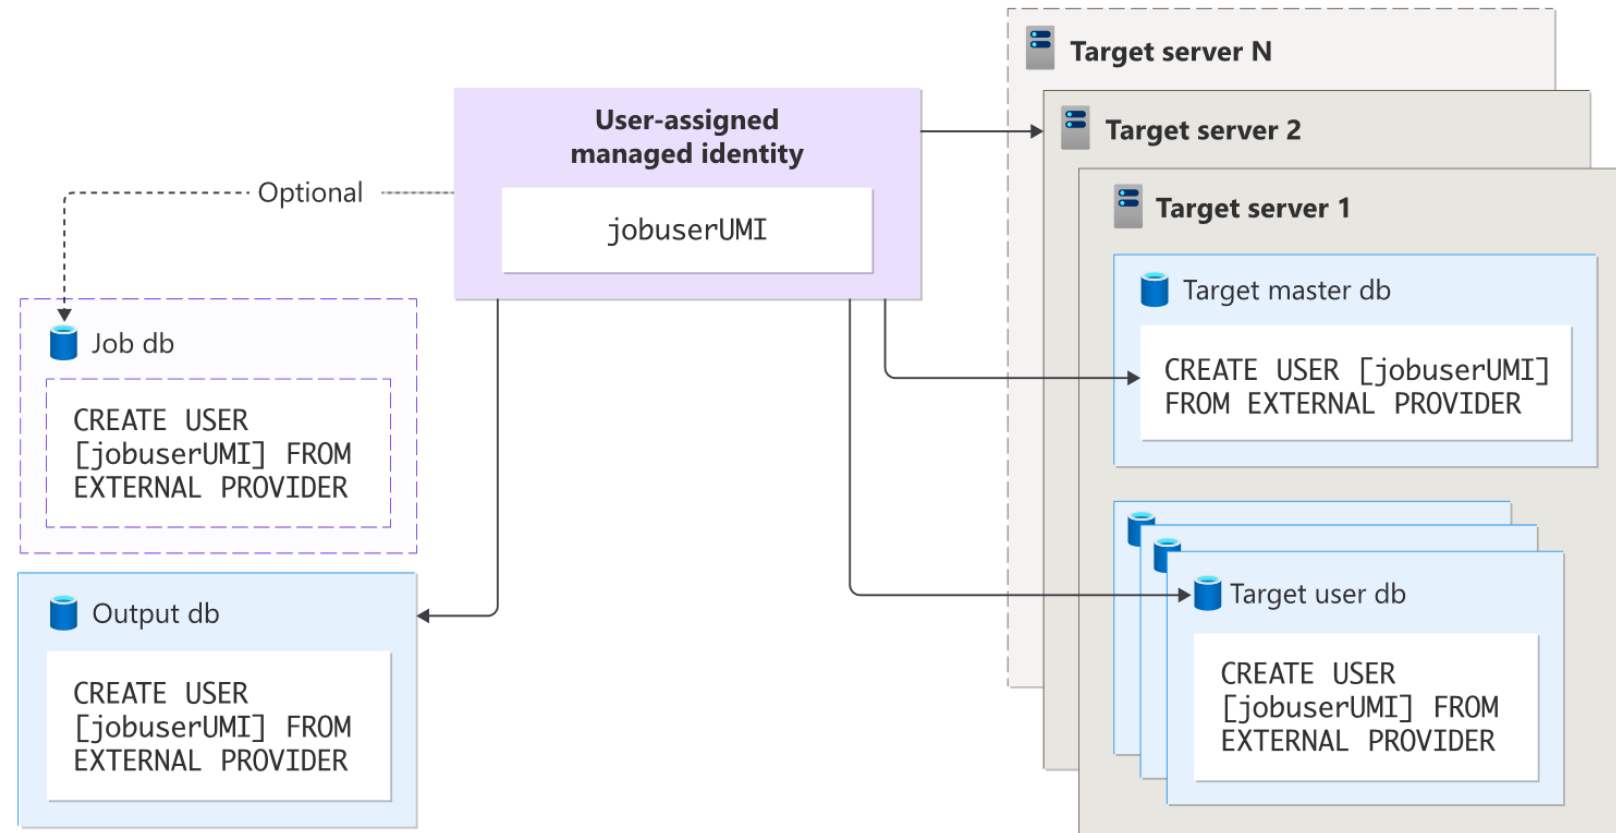 Target server N
User-assigned
managed identity
Target server 2
Optional
jobuserUMI
Target server 1
Target master db
CREATE USER [jobuserUMI]
FROM EXTERNAL PROVIDER
Job db
CREATE USER
[jobuserUMI] FROM
EXTERNAL PROVIDER
Output db
CREATE USER
[jobuserUMI] FROM
EXTERNAL PROVIDER
Target user db
CREATE USER
[jobuserUMI] FROM
EXTERNAL PROVIDER